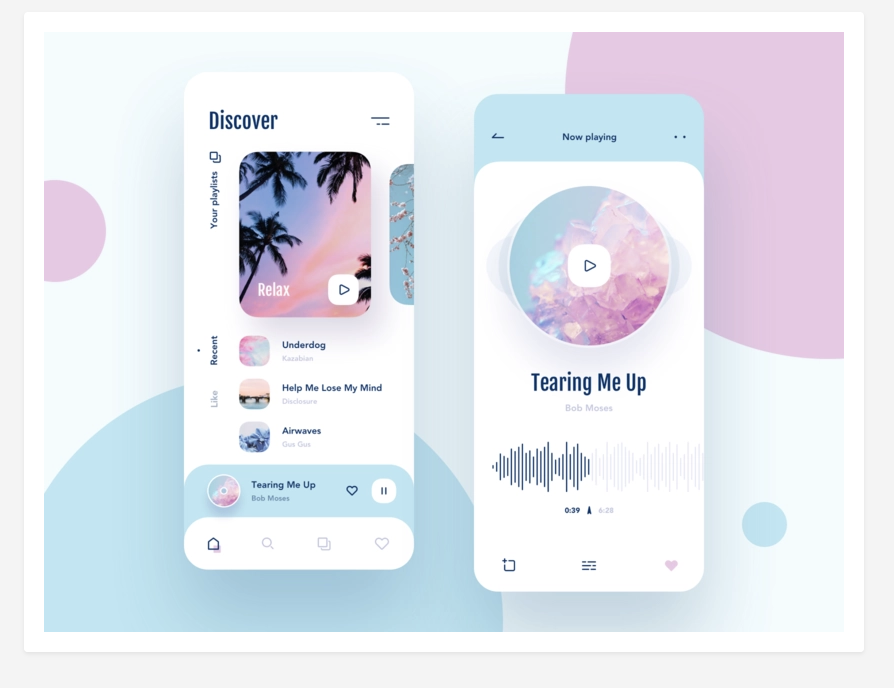 Discover
Your playlists
Relax
Recent
Like
Underdog
Kazabian
Help Me Lose My Mind
Disclosure
Airwaves
Gus Gus
Tearing Me Up
Bob Moses
Now playing
Tearing Me Up
Bob Moses
0:39 6:28